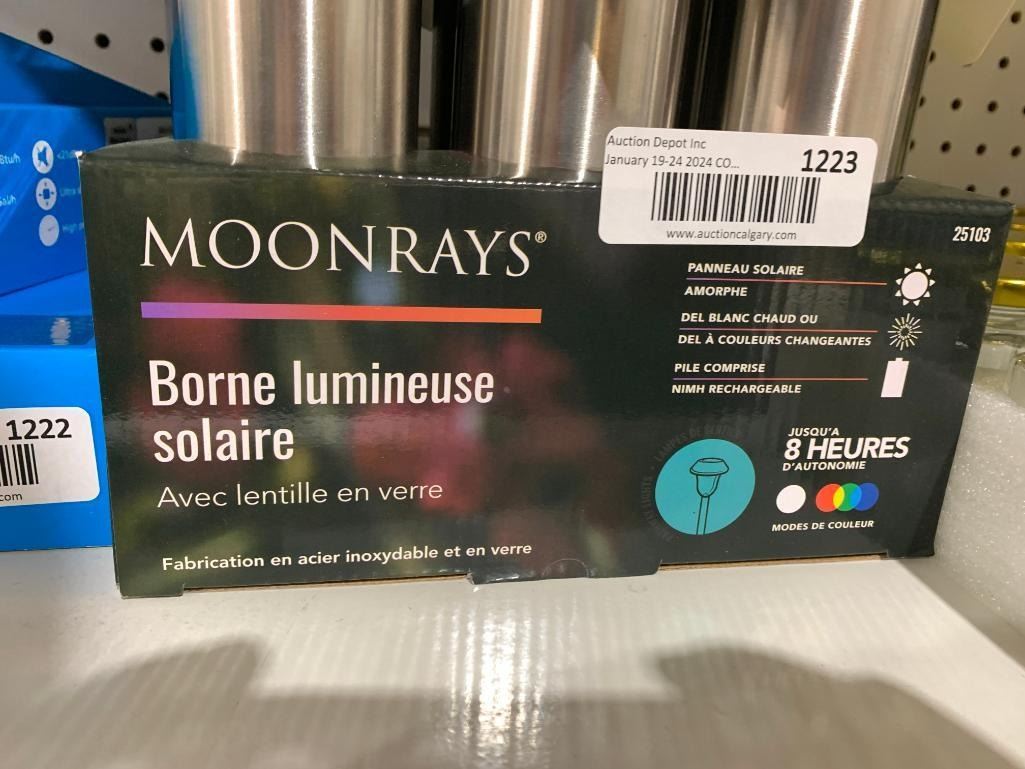 Auction Depot Inc
January 19-24 2024 CO...
1223
www.auctioncalgary.com
25103
MOONRAYS®
Borne lumineuse
solaire
Avec lentille en verre
Fabrication en acier inoxydable et en verre
PANNEAU SOLAIRE
AMORPHE
DEL BLANC CHAUD OU
DEL À COULEURS CHANGEANTES
PILE COMPRISE
NIMH RECHARGEABLE
JUSQU'A
8 HEURES
D'AUTONOMIE
MODES DE COULEUR
1222
.com
Btu/h